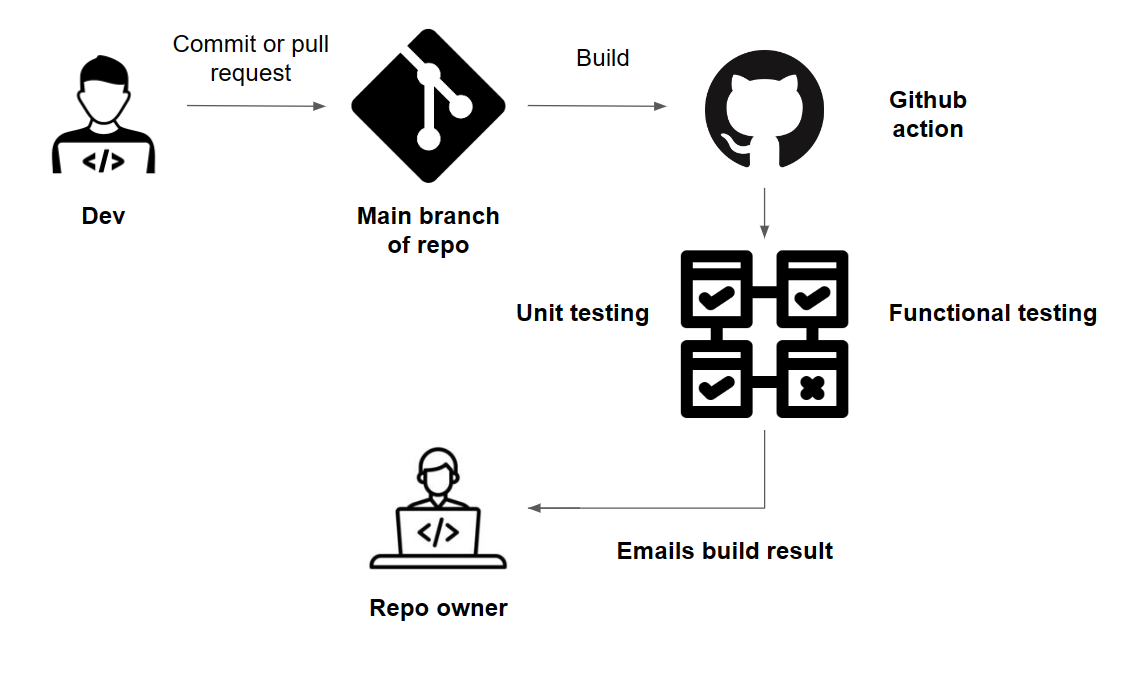 Commit or pull
request
Build
</>
Dev
Main branch
of repo
Github
action
Unit testing
Functional testing
</>
Emails build result
Repo owner